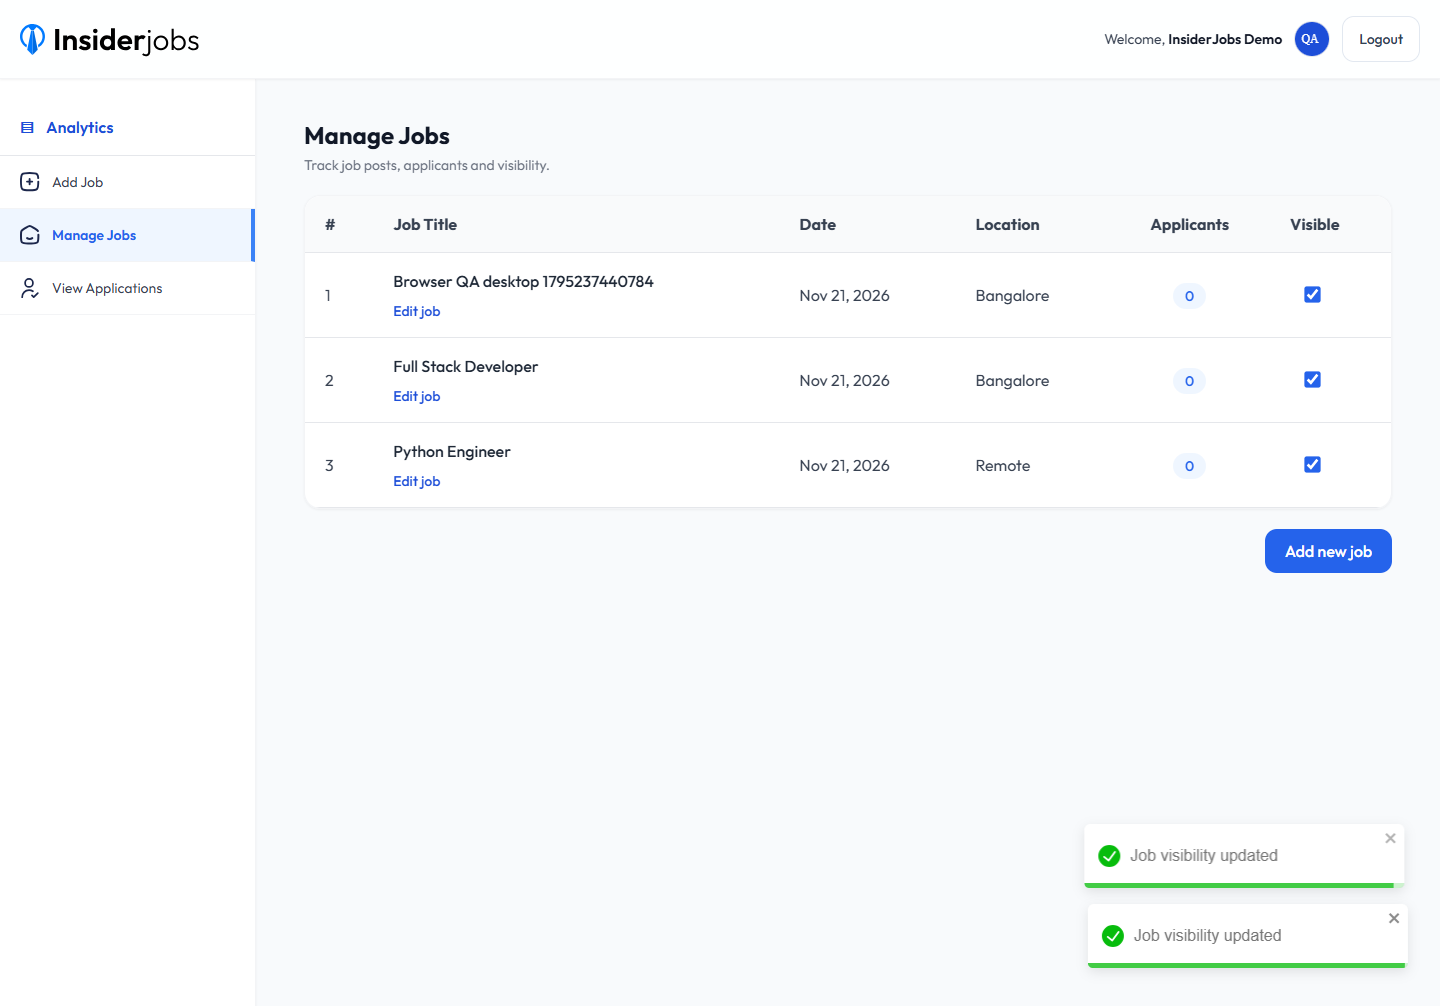 Insiderjobs
Welcome, InsiderJobs Demo
QA
Logout
Analytics
Add Job
Manage Jobs
View Applications
Manage Jobs
Track job posts, applicants and visibility.
# Job Title Date Location Applicants Visible
1 Browser QA desktop 1795237440784 Nov 21, 2026 Bangalore 0
Edit job
2 Full Stack Developer Nov 21, 2026 Bangalore 0
Edit job
3 Python Engineer Nov 21, 2026 Remote 0
Edit job
Add new job
Job visibility updated
Job visibility updated